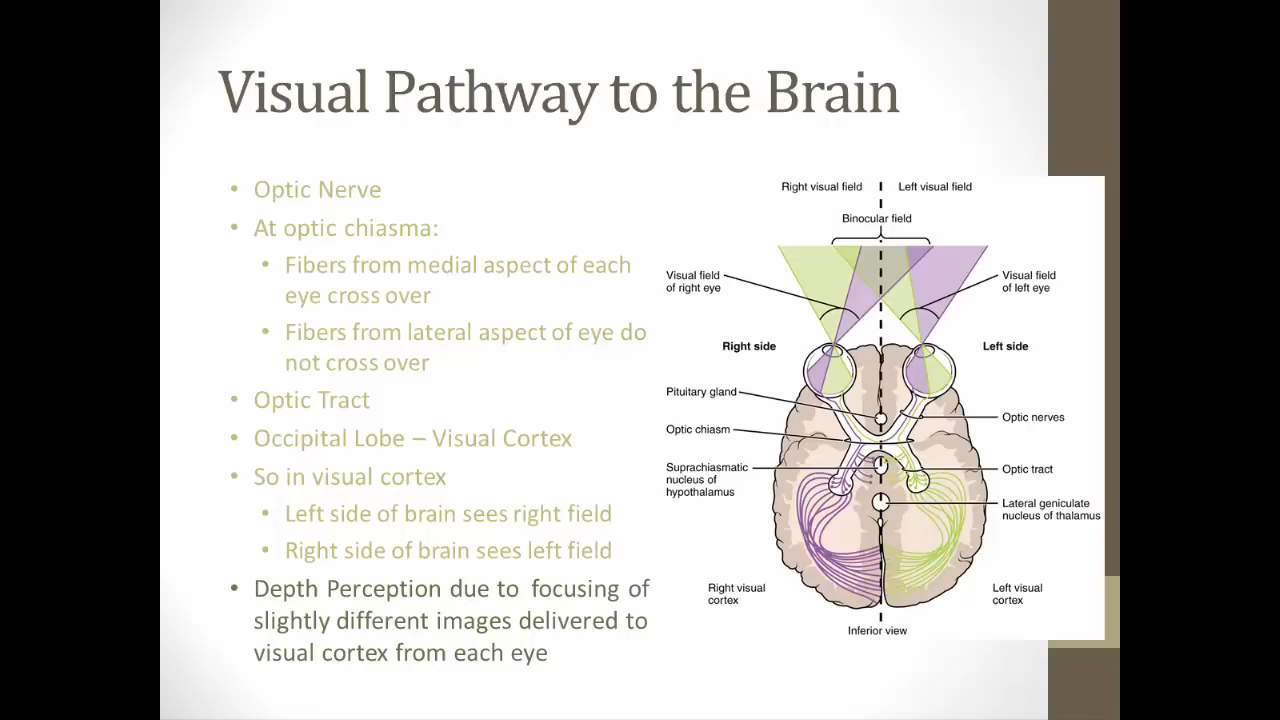 Visual Pathway to the Brain
• Optic Nerve
• At optic chiasma:
• Fibers from medial aspect of each
eye cross over
• Fibers from lateral aspect of eye do
not cross over
• Optic Tract
• Occipital Lobe – Visual Cortex
• So in visual cortex
• Left side of brain sees right field
• Right side of brain sees left field
• Depth Perception due to focusing of
slightly different images delivered to
visual cortex from each eye
Right visual field
Left visual field
Binocular field
Visual field
of right eye
Visual field
of left eye
Right side
Left side
Pituitary gland
Optic nerves
Optic chiasm
Suprachiasmatic
nucleus of
hypothalamus
Optic tract
Lateral geniculate
nucleus of thalamus
Right visual
cortex
Left visual
cortex
Inferior view